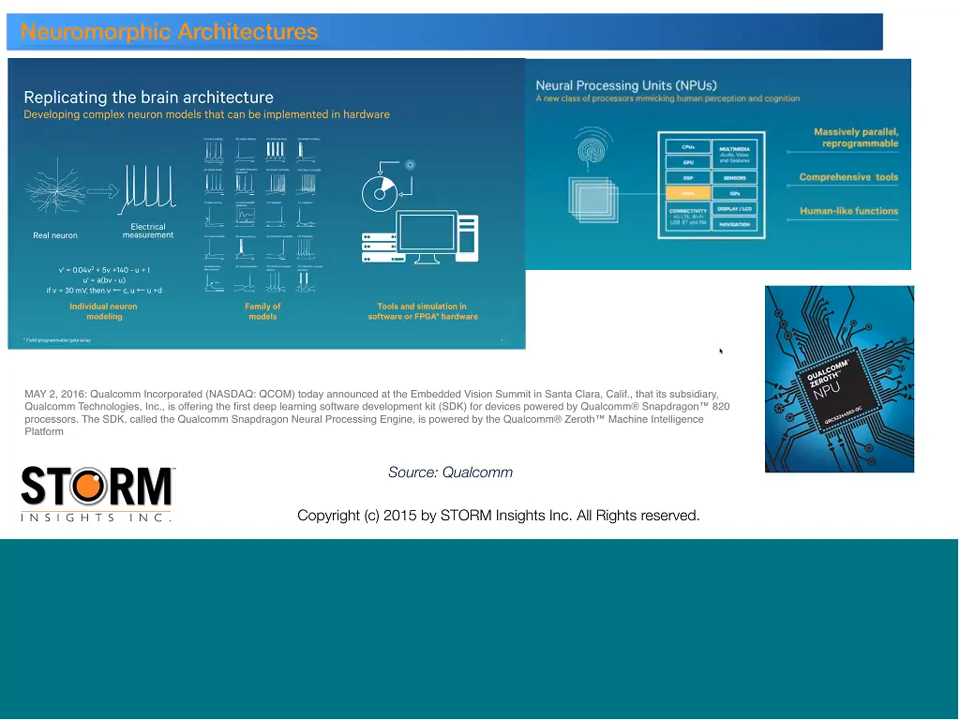 Neuromorphic Architectures
Replicating the brain architecture
Developing complex neuron models that can be implemented in hardware
Real neuron
Electrical
measurement
v' = 0.04v² + 5v +140 - u + I
u' = a(bv - u)
if v = 30 mV, then v ← c, u ← u +d
Individual neuron
modeling
Family of
models
Tools and simulation in
software or FPGA* hardware
* Field programmable gate array
Neural Processing Units (NPUs)
A new class of processors mimicking human perception and cognition
CPUs
GPU
DSP
CONNECTIVITY
MULTIMEDIA
Audio, Video
and Gestures
SENSORS
ISPs
DISPLAY / LCD
NAVIGATION
Massively parallel,
reprogrammable
Comprehensive tools
Human-like functions
QUALCOMM®
ZEROTH™
NPU
MAY 2, 2016: Qualcomm Incorporated (NASDAQ: QCOM) today announced at the Embedded Vision Summit in Santa Clara, Calif., that its subsidiary,
Qualcomm Technologies, Inc., is offering the first deep learning software development kit (SDK) for devices powered by Qualcomm® Snapdragon™ 820
processors. The SDK, called the Qualcomm Snapdragon Neural Processing Engine, is powered by the Qualcomm® Zeroth™ Machine Intelligence
Platform
Source: Qualcomm
STORM™
INSIGHTS INC.
Copyright (c) 2015 by STORM Insights Inc. All Rights reserved.